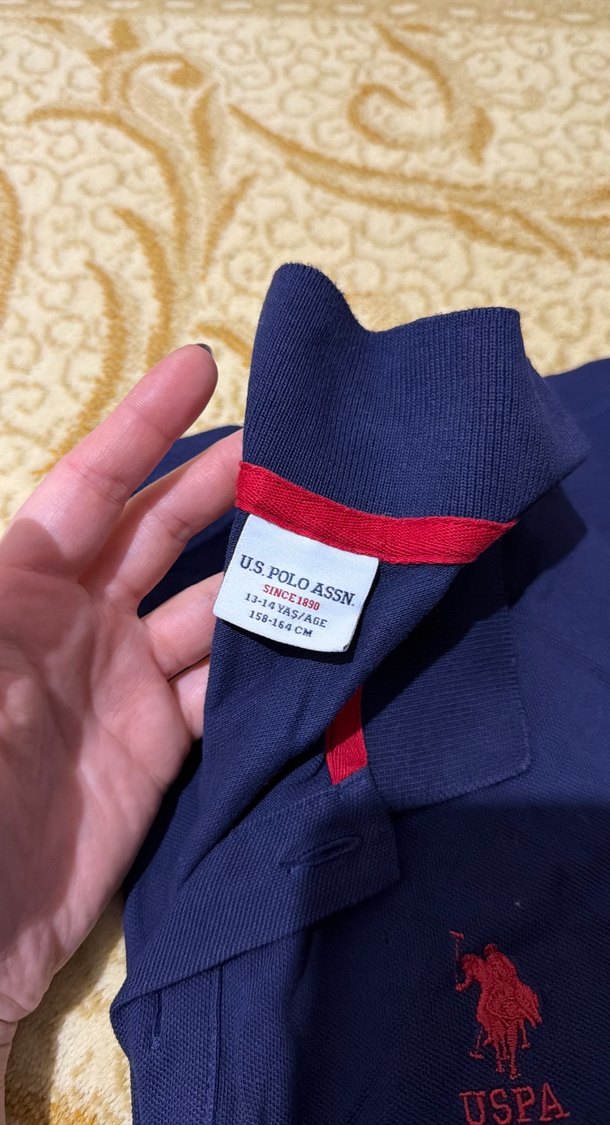 U.S. POLO ASSN.
SINCE 1890
13-14 YAŞ/AGE
158-164 CM
USPA